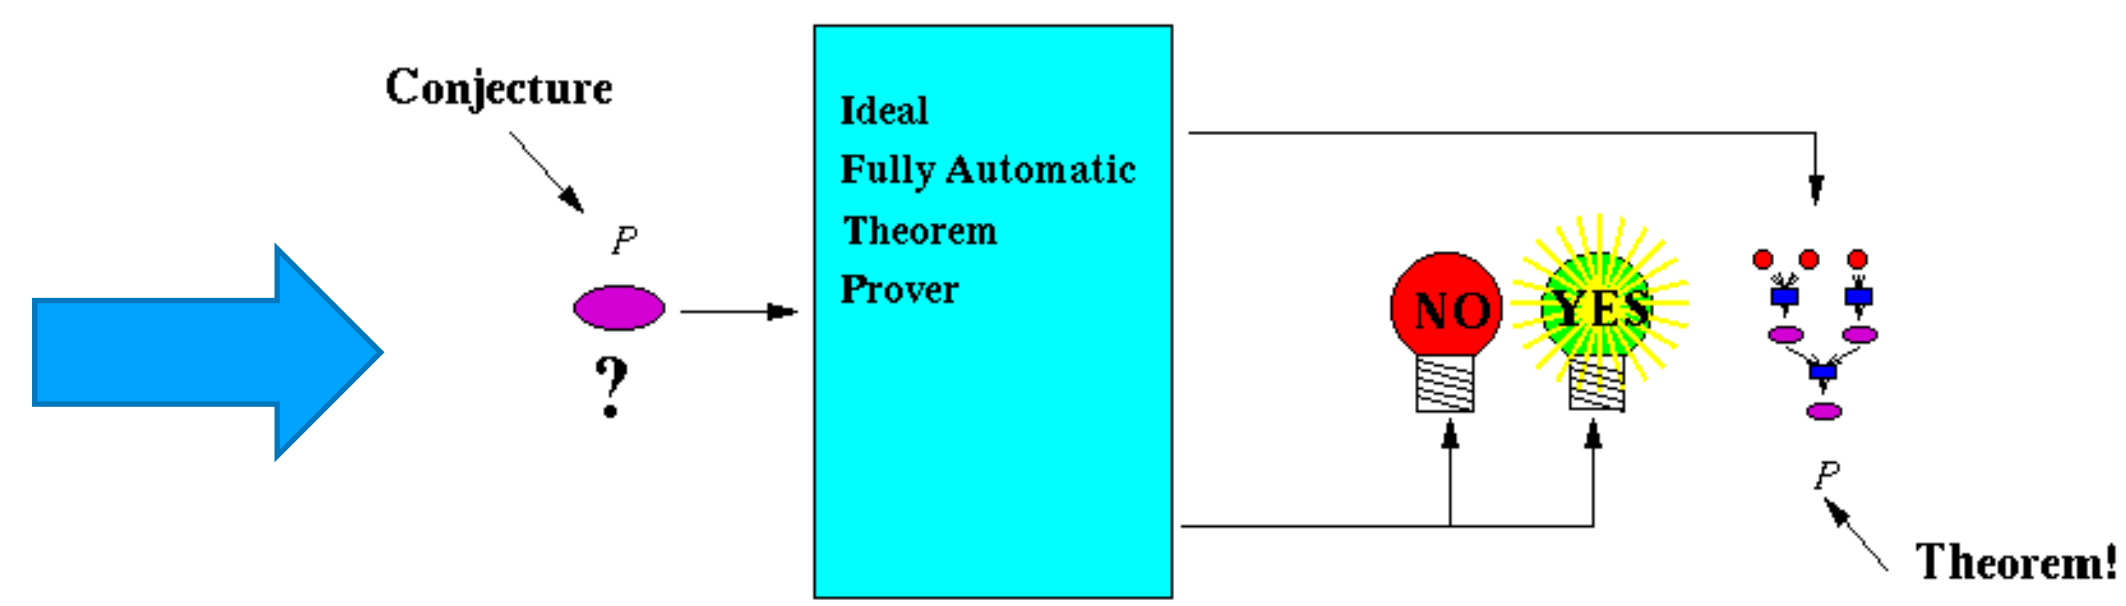 Conjecture
P
?
Ideal
Fully Automatic
Theorem
Prover
NO
YES
P
Theorem!